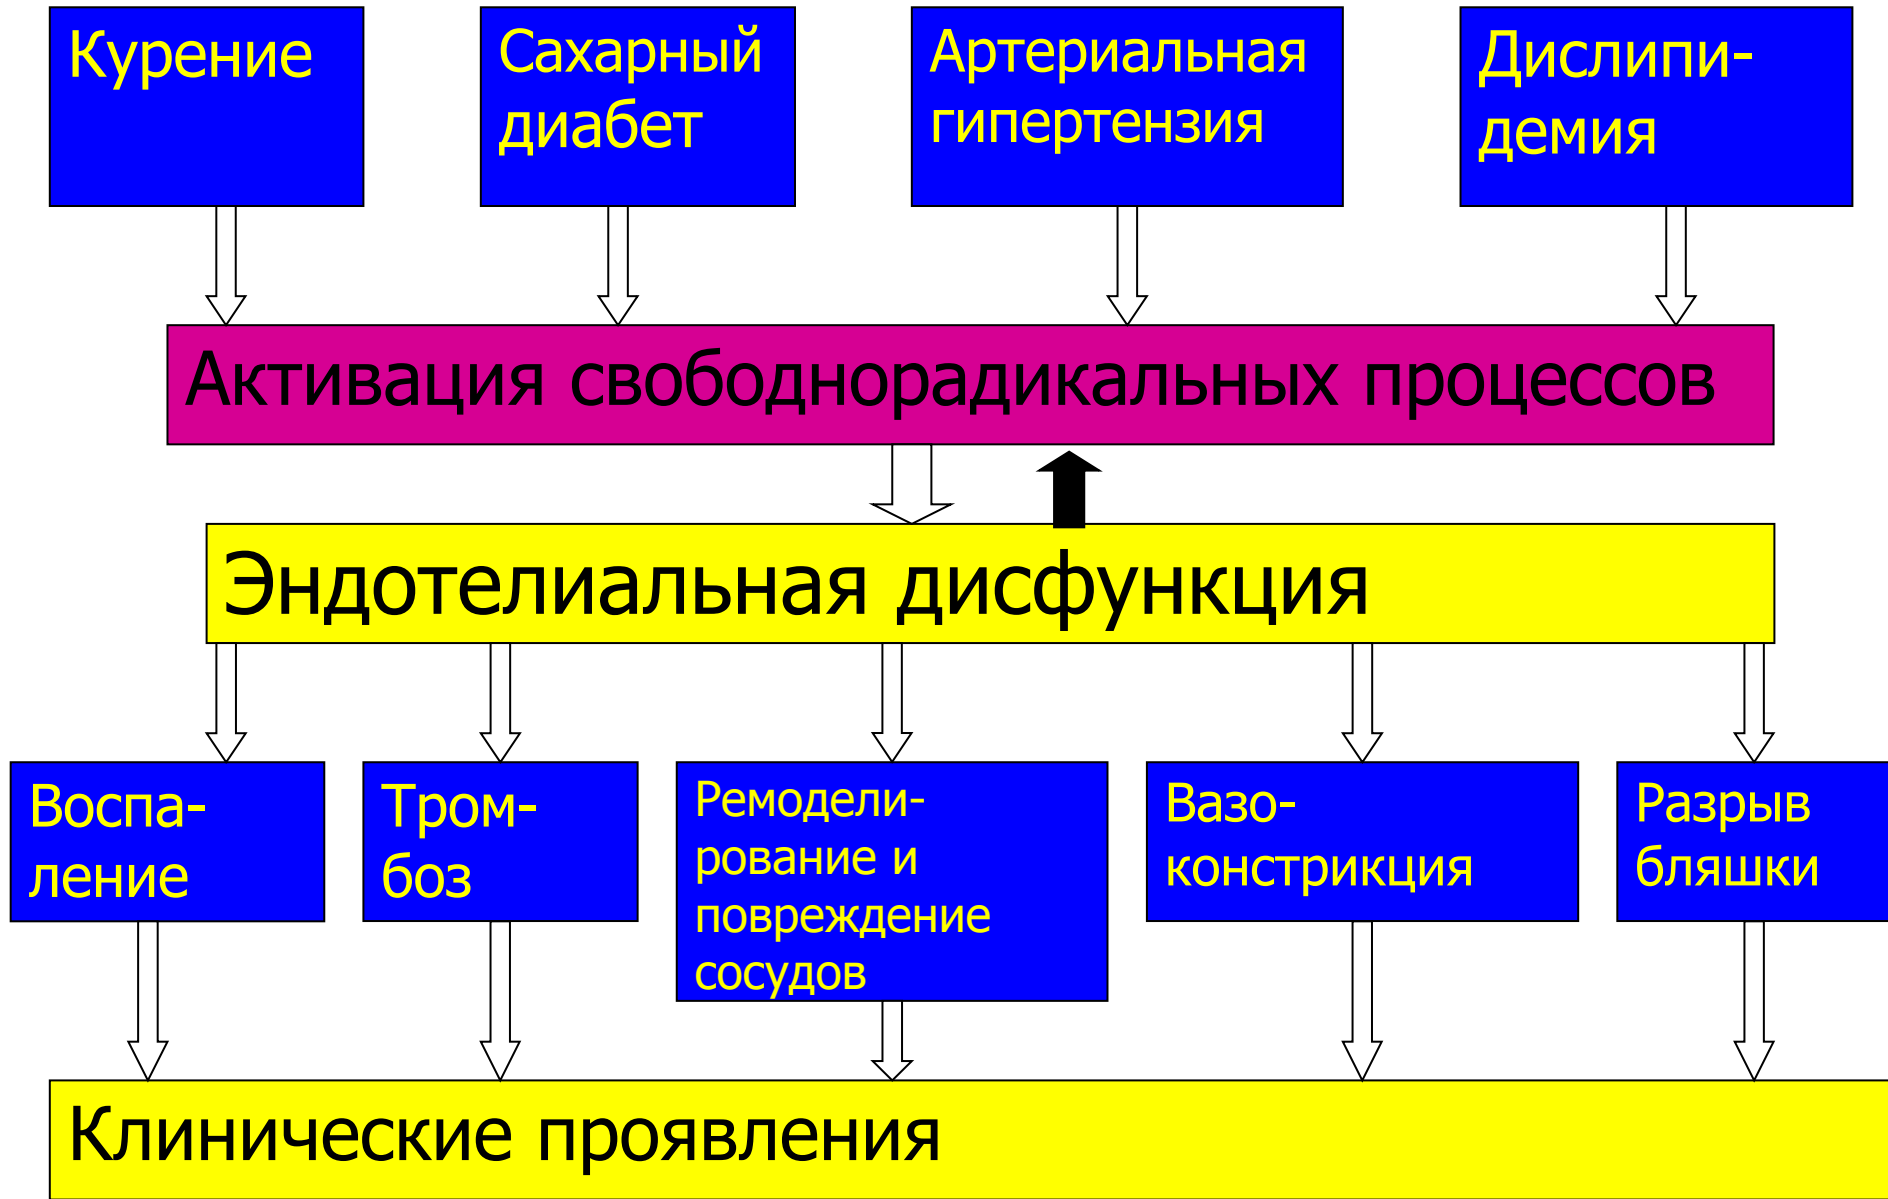 Курение
Сахарный
диабет
Артериальная
гипертензия
Дислипи-
демия
Активация свободнорадикальных процессов
Эндотелиальная дисфункция
Воспа-
ление
Тром-
боз
Ремодели-
рование и
повреждение
сосудов
Вазо-
констрикция
Разрыв
бляшки
Клинические проявления